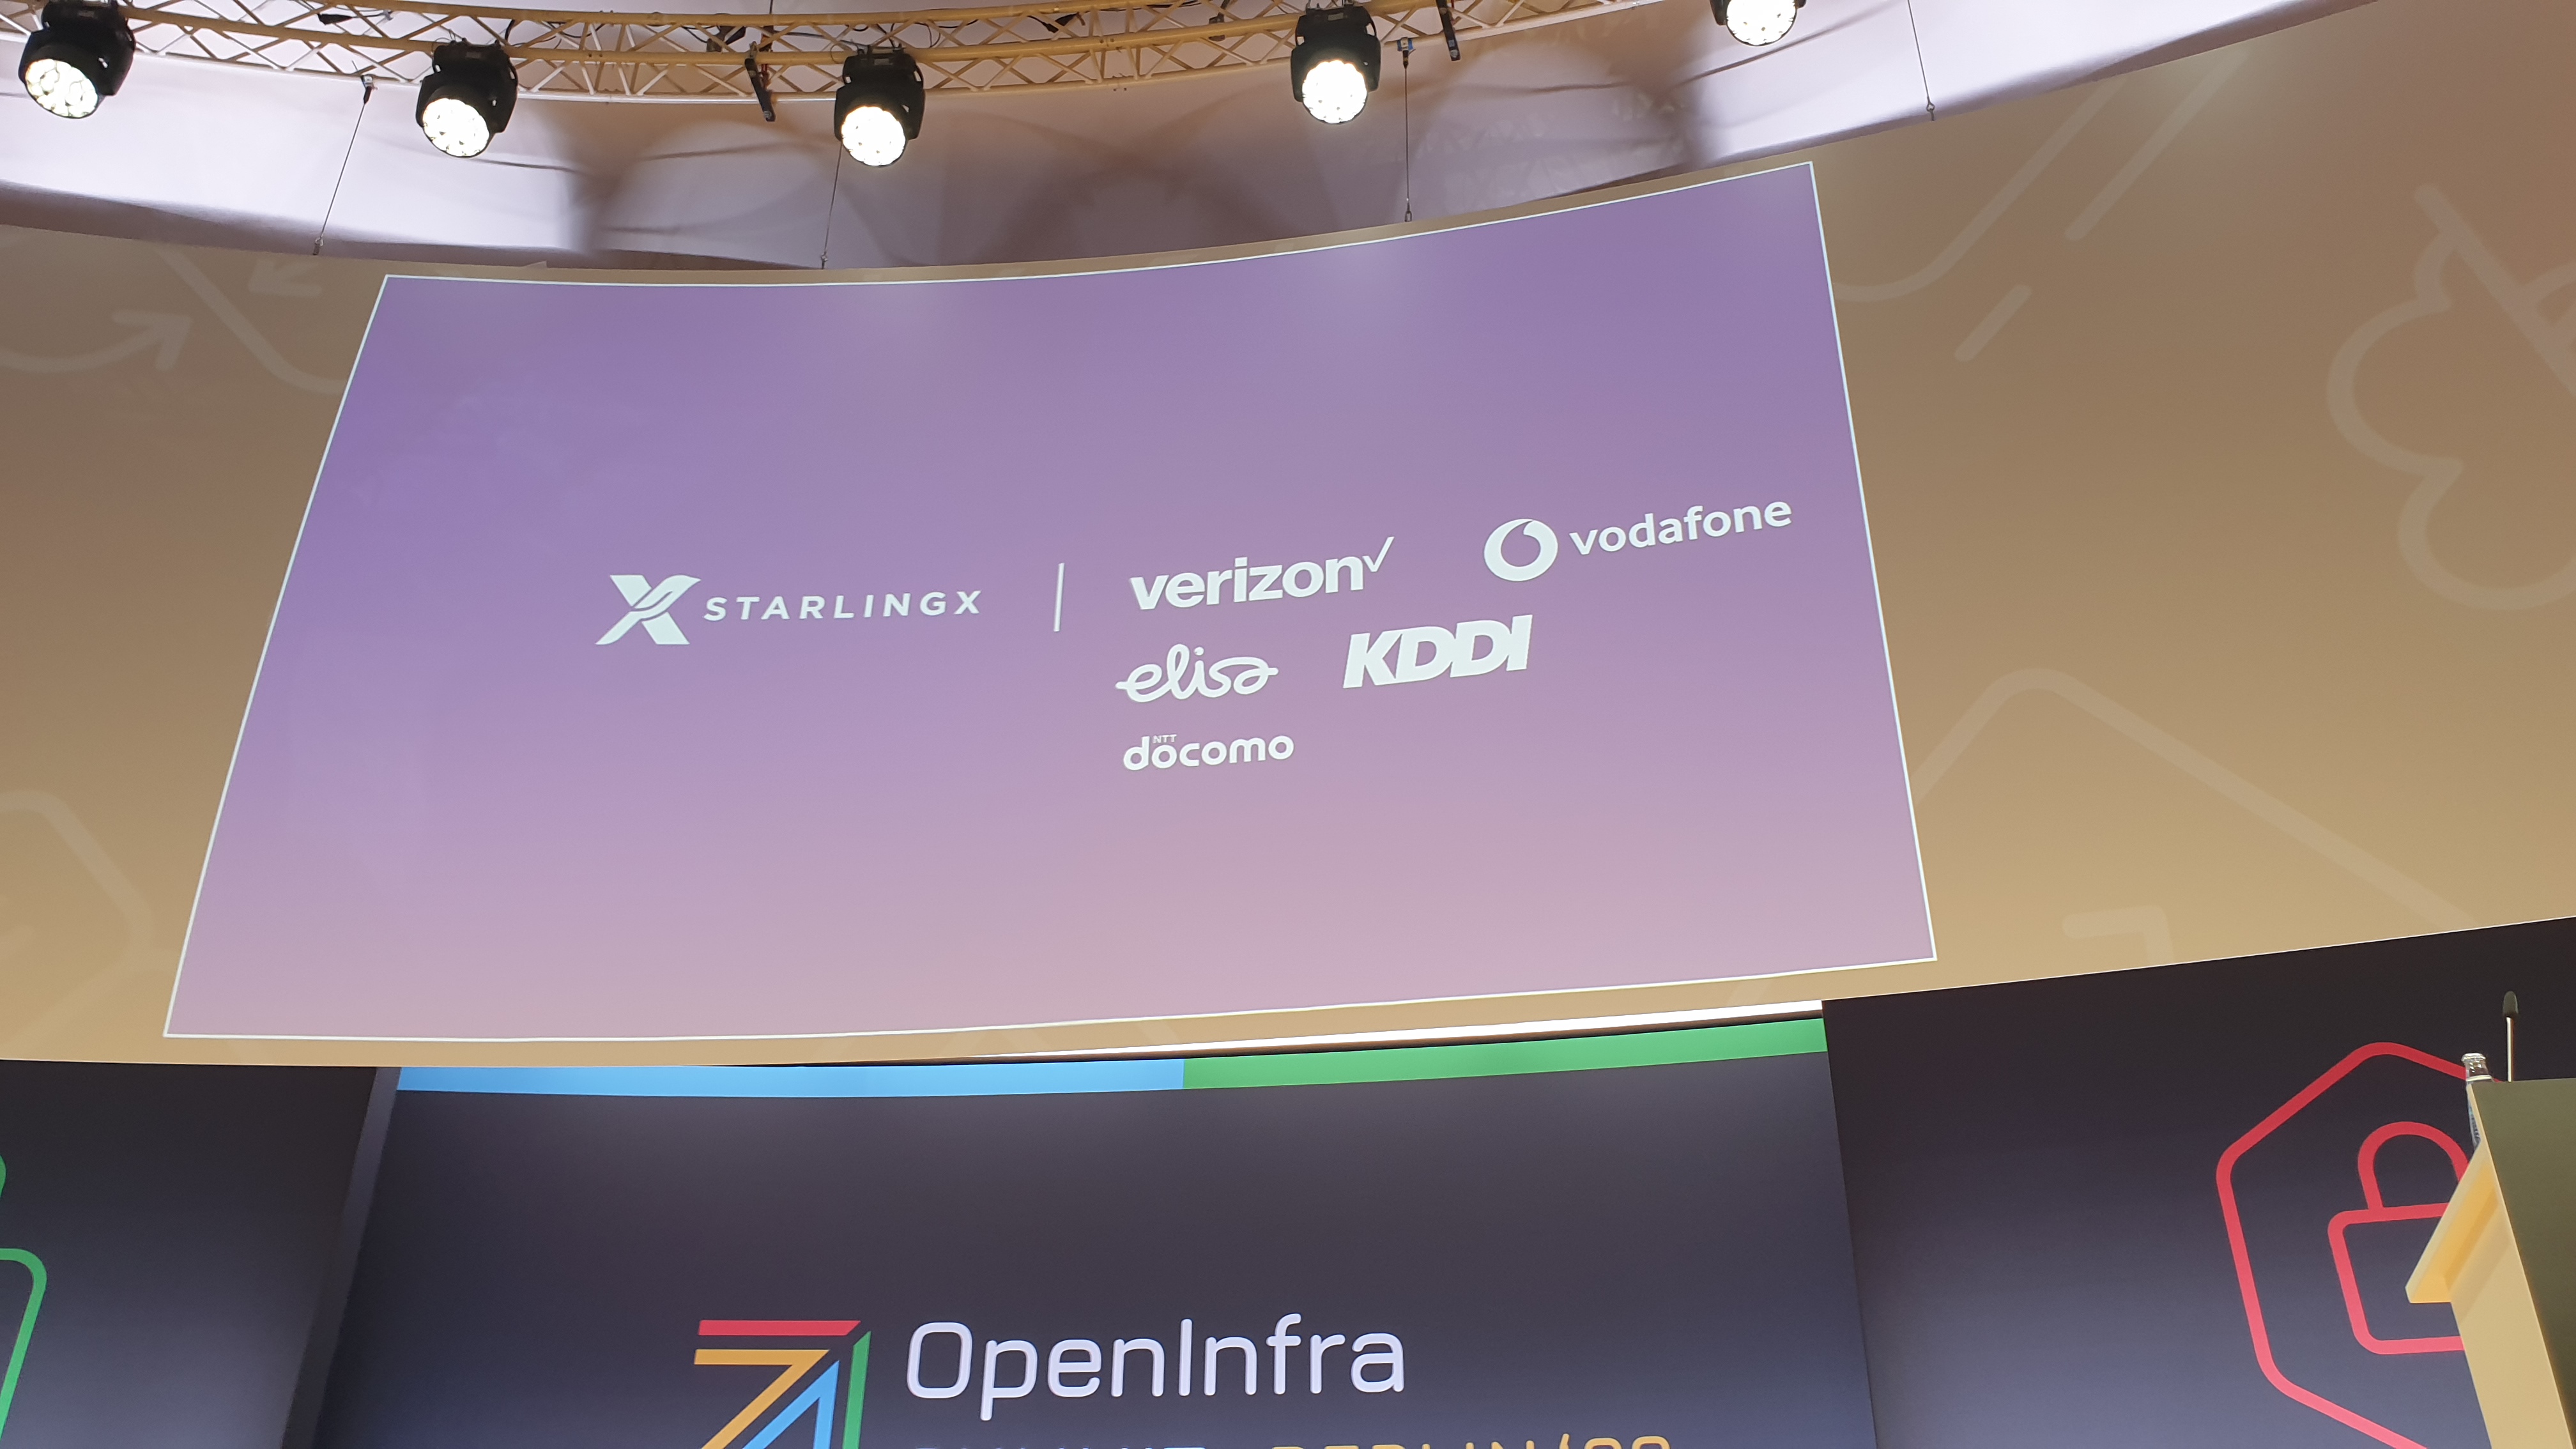 STARLINGX
verizon
vodafone
elisa
KDDI
NTT
docomo
OpenInfra